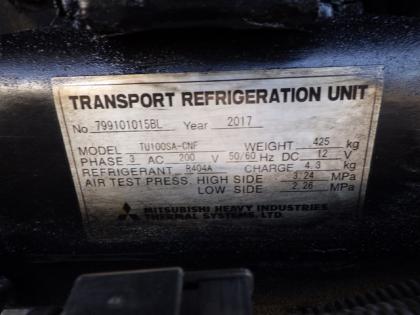 TRANSPORT REFRIGERATION UNIT
No 799101015BL Year 2017
MODEL TU100SA-CNF WEIGHT 425 kg
PHASE 3 AC 200 V 50/60 Hz DC 12 V
REFRIGERANT R404A CHARGE 4.3 kg
AIR TEST PRESS. HIGH SIDE 3.24 MPa
LOW SIDE 2.26 MPa
MITSUBISHI HEAVY INDUSTRIES
THERMAL SYSTEMS, LTD.